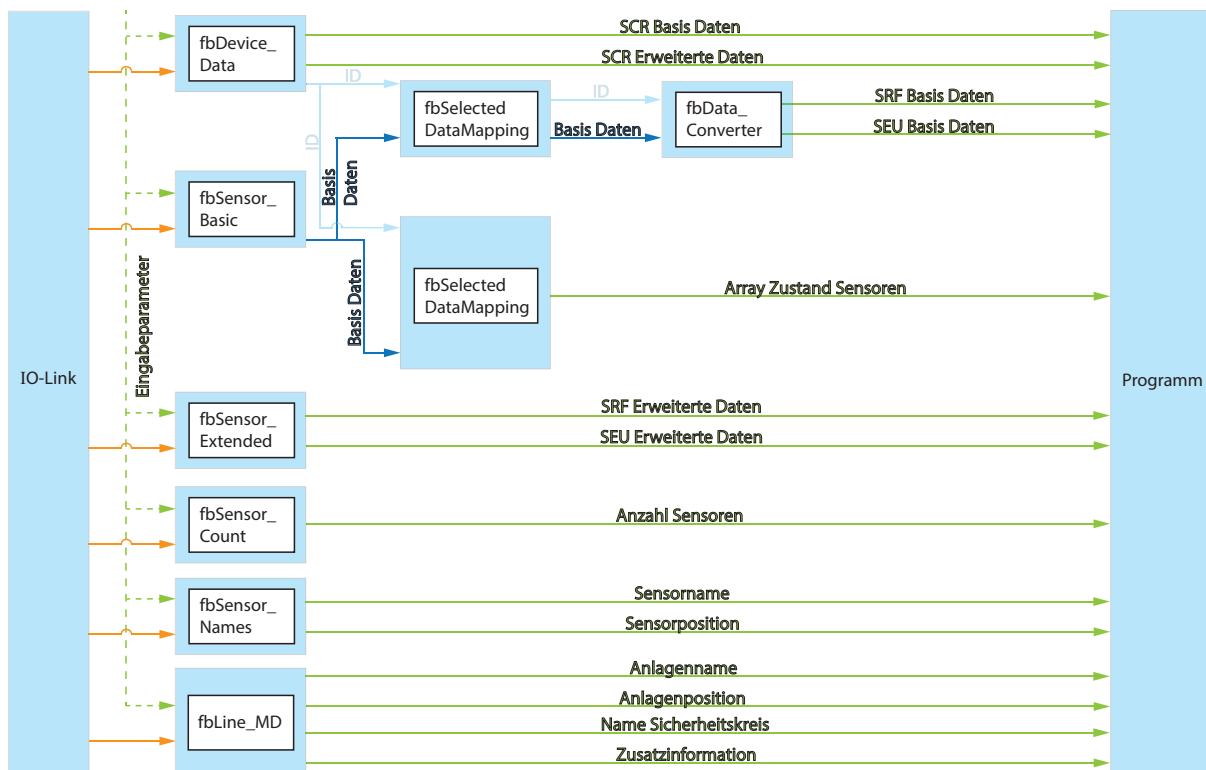 IO-Link
Eingabeparameter
fbDevice_
Data
SCR Basis Daten
SCR Erweiterte Daten
ID
ID
fbSelected
DataMapping
ID
Basis Daten
fbData_
Converter
SRF Basis Daten
SEU Basis Daten
Basis
Daten
fbSensor_
Basic
Basis Daten
fbSelected
DataMapping
Array Zustand Sensoren
fbSensor_
Extended
SRF Erweiterte Daten
SEU Erweiterte Daten
fbSensor_
Count
Anzahl Sensoren
fbSensor_
Names
Sensorname
Sensorposition
fbLine_MD
Anlagenname
Anlagenposition
Name Sicherheitskreis
Zusatzinformation
Programm